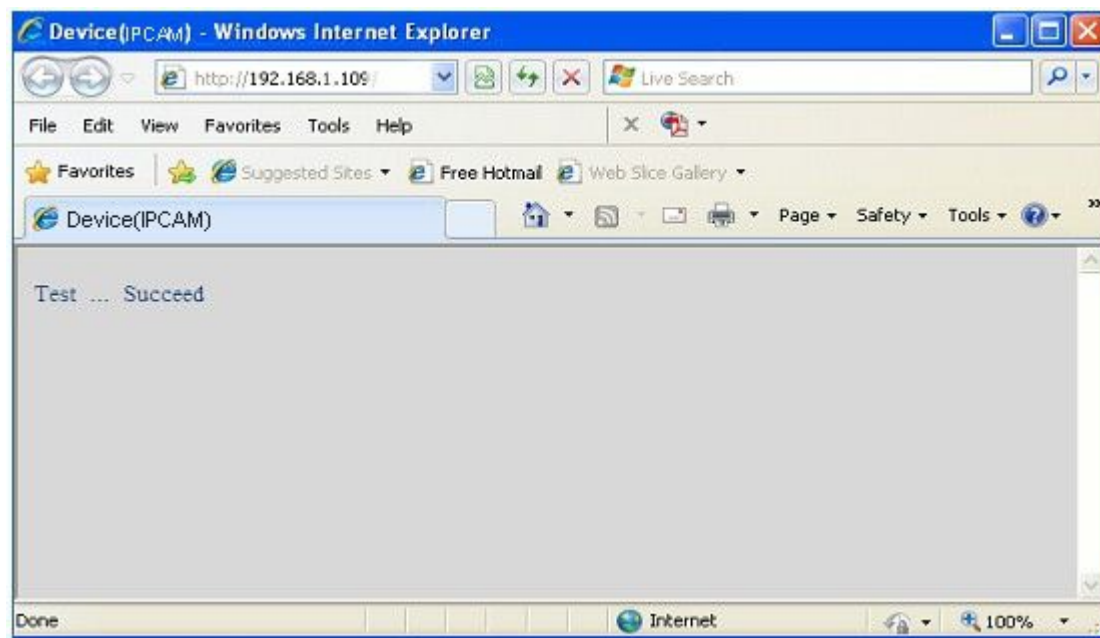 Device(IPCAM) - Windows Internet Explorer
http://192.168.1.109/ Live Search
File Edit View Favorites Tools Help
Favorites Suggested Sites Free Hotmail Web Slice Gallery
Device(IPCAM) Page Safety Tools
Test ... Succeed
Done Internet 100%